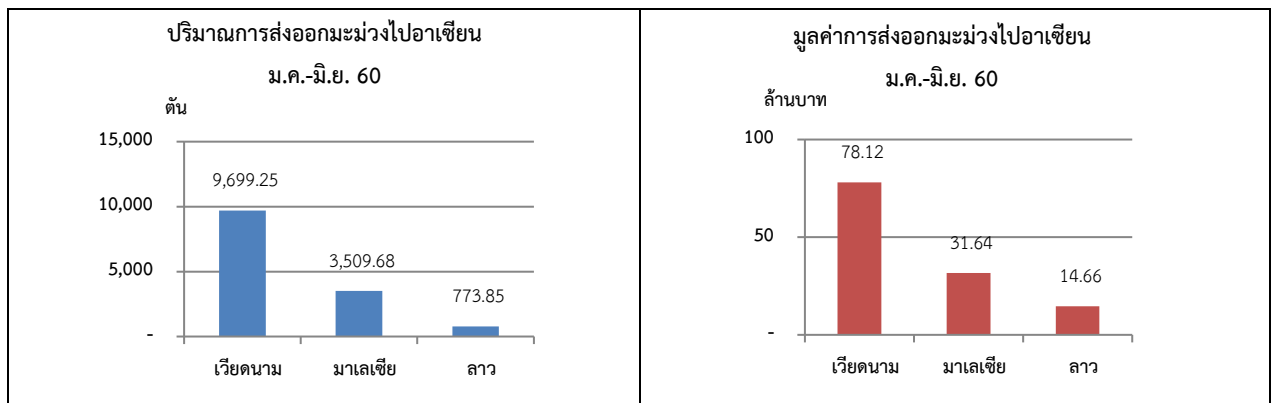 ปริมาณการส่งออกมะม่วงไปอาเซียน
ม.ค.-มิ.ย. 60
ตัน
15,000
10,000
5,000
-
9,699.25
3,509.68
773.85
เวียดนาม
มาเลเซีย
ลาว
มูลค่าการส่งออกมะม่วงไปอาเซียน
ม.ค.-มิ.ย. 60
ล้านบาท
100
50
-
78.12
31.64
14.66
เวียดนาม
มาเลเซีย
ลาว